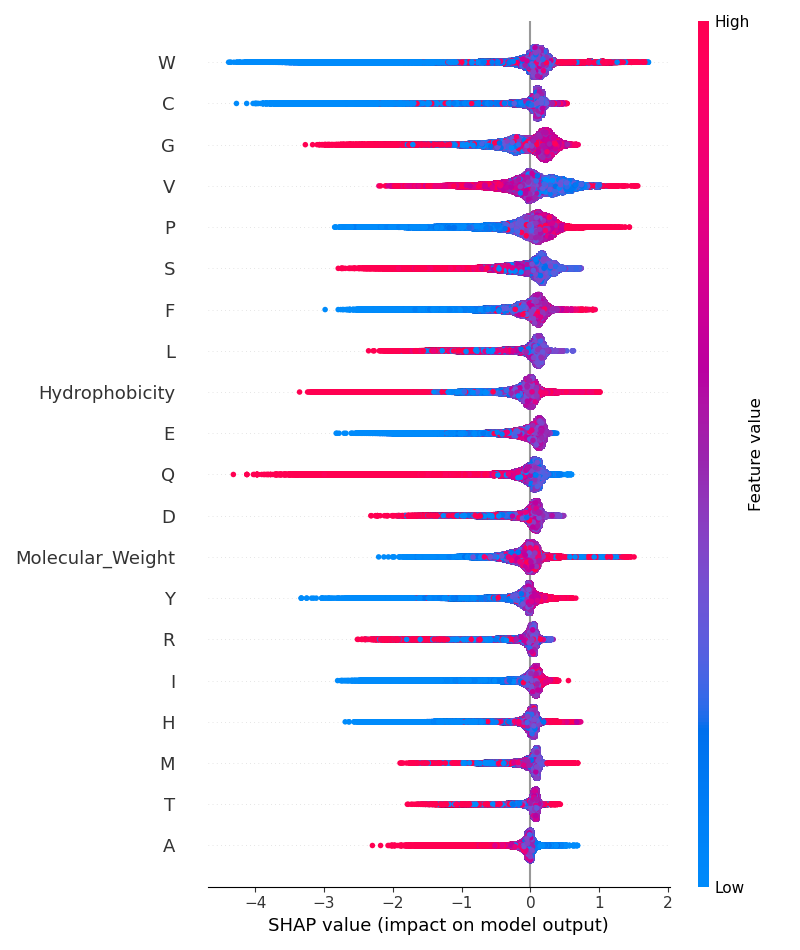 High
W
C
G
V
P
S
F
L
Hydrophobicity
E
Q
D
Molecular_Weight
Y
R
I
H
M
T
A
Feature value
Low
−4 −3 −2 −1 0 1 2
SHAP value (impact on model output)